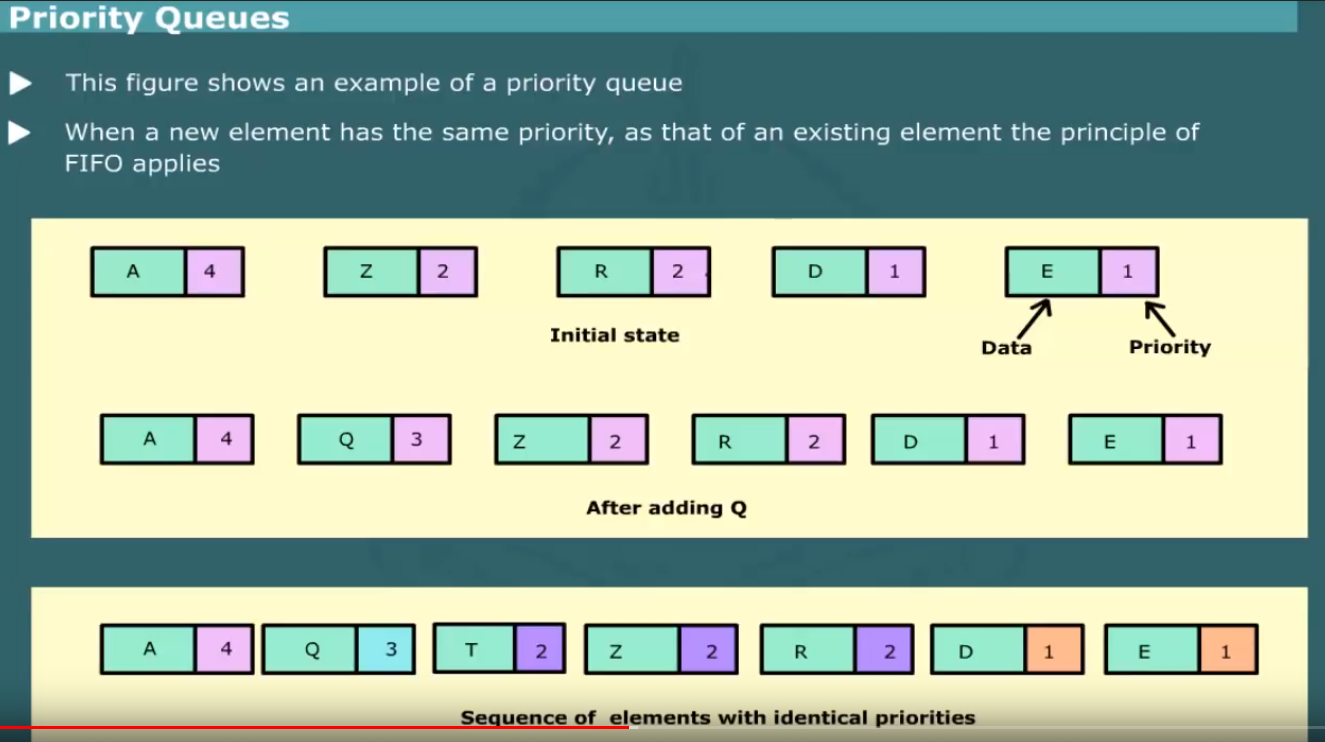 Priority Queues
This figure shows an example of a priority queue
When a new element has the same priority, as that of an existing element the principle of
FIFO applies
A 4 Z 2 R 2 D 1 E 1
Initial state
Data Priority
A 4 Q 3 Z 2 R 2 D 1 E 1
After adding Q
A 4 Q 3 T 2 Z 2 R 2 D 1 E 1
Sequence of elements with identical priorities